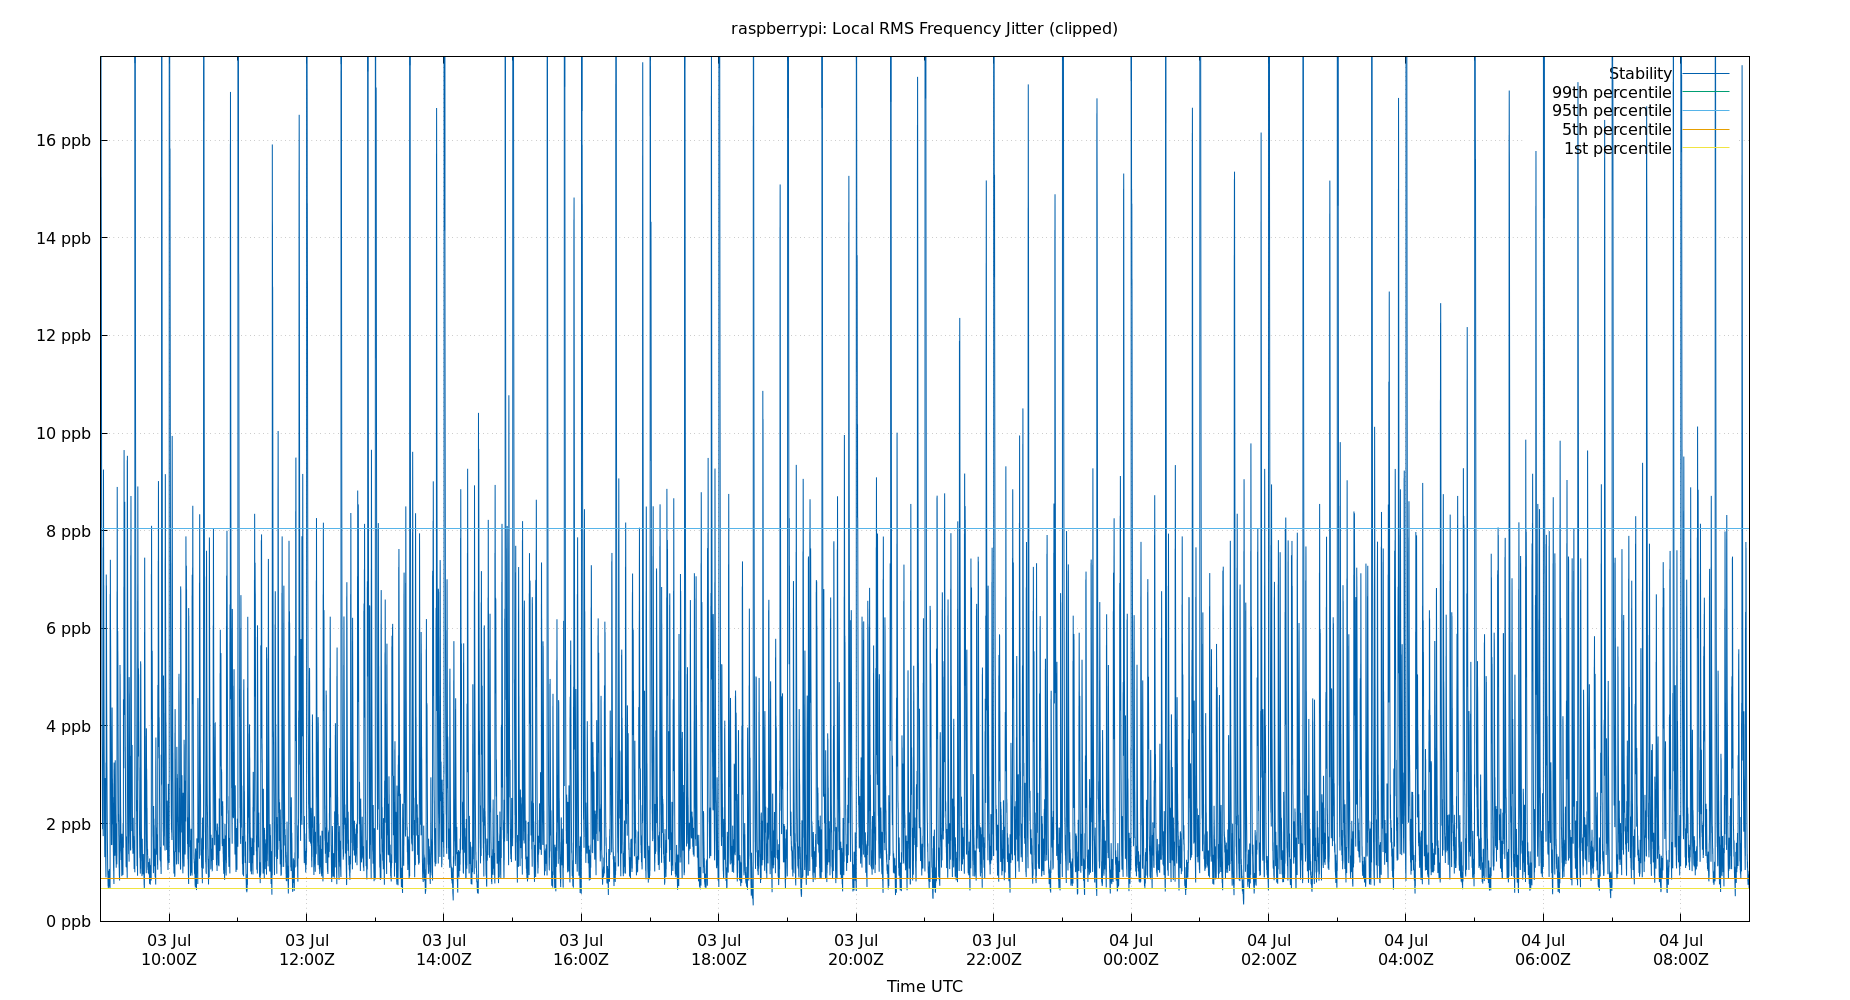 raspberrypi: Local RMS Frequency Jitter (clipped)
Stability
99th percentile
95th percentile
5th percentile
1st percentile
16 ppb
14 ppb
12 ppb
10 ppb
8 ppb
6 ppb
4 ppb
2 ppb
0 ppb
03 Jul 03 Jul 03 Jul 03 Jul 03 Jul 03 Jul 03 Jul 04 Jul 04 Jul 04 Jul 04 Jul 04 Jul
10:00Z 12:00Z 14:00Z 16:00Z 18:00Z 20:00Z 22:00Z 00:00Z 02:00Z 04:00Z 06:00Z 08:00Z
Time UTC